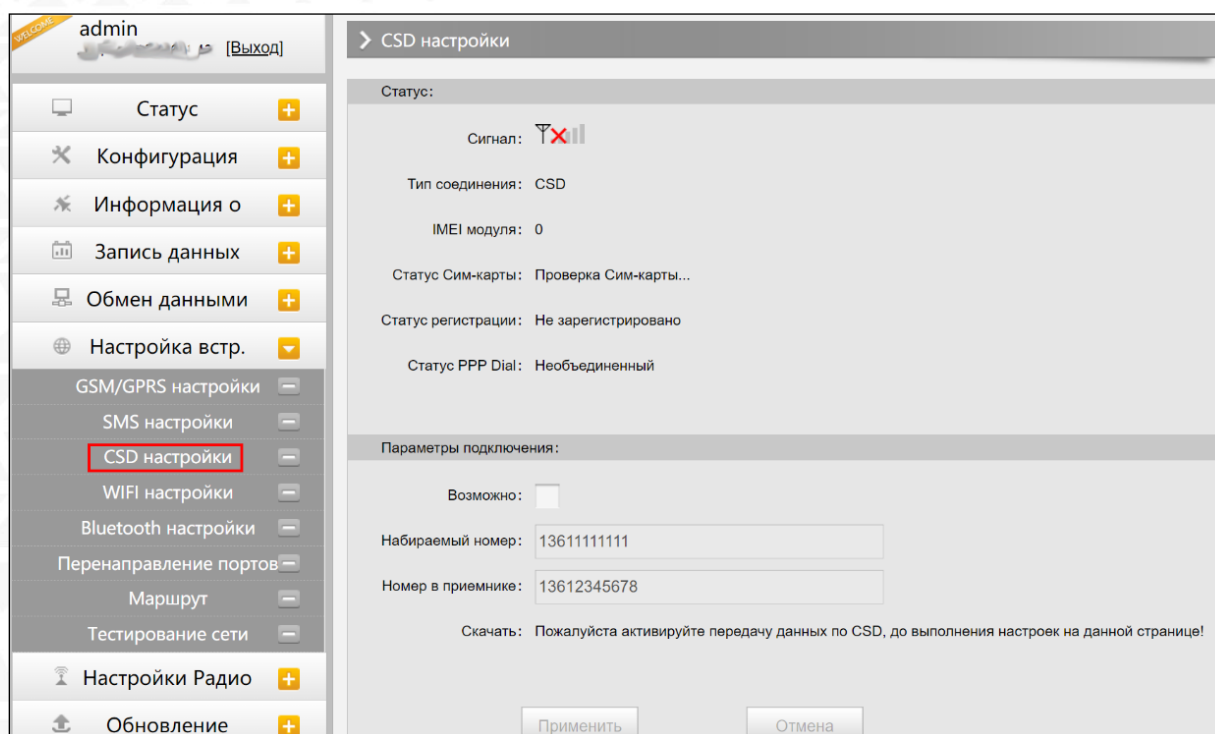 WELCOME
admin
[Выход]
Статус
Конфигурация
Информация о
Запись данных
Обмен данными
Настройка встр.
GSM/GPRS настройки
SMS настройки
CSD настройки
WIFI настройки
Bluetooth настройки
Перенаправление портов
Маршрут
Тестирование сети
Настройки Радио
Обновление
CSD настройки
Статус:
Сигнал:
Тип соединения: CSD
IMEI модуля: 0
Статус Сим-карты: Проверка Сим-карты...
Статус регистрации: Не зарегистрировано
Статус PPP Dial: Необъединенный
Параметры подключения:
Возможно:
Набираемый номер: 13611111111
Номер в приемнике: 13612345678
Скачать: Пожалуйста активируйте передачу данных по CSD, до выполнения настроек на данной странице!
Применить Отмена